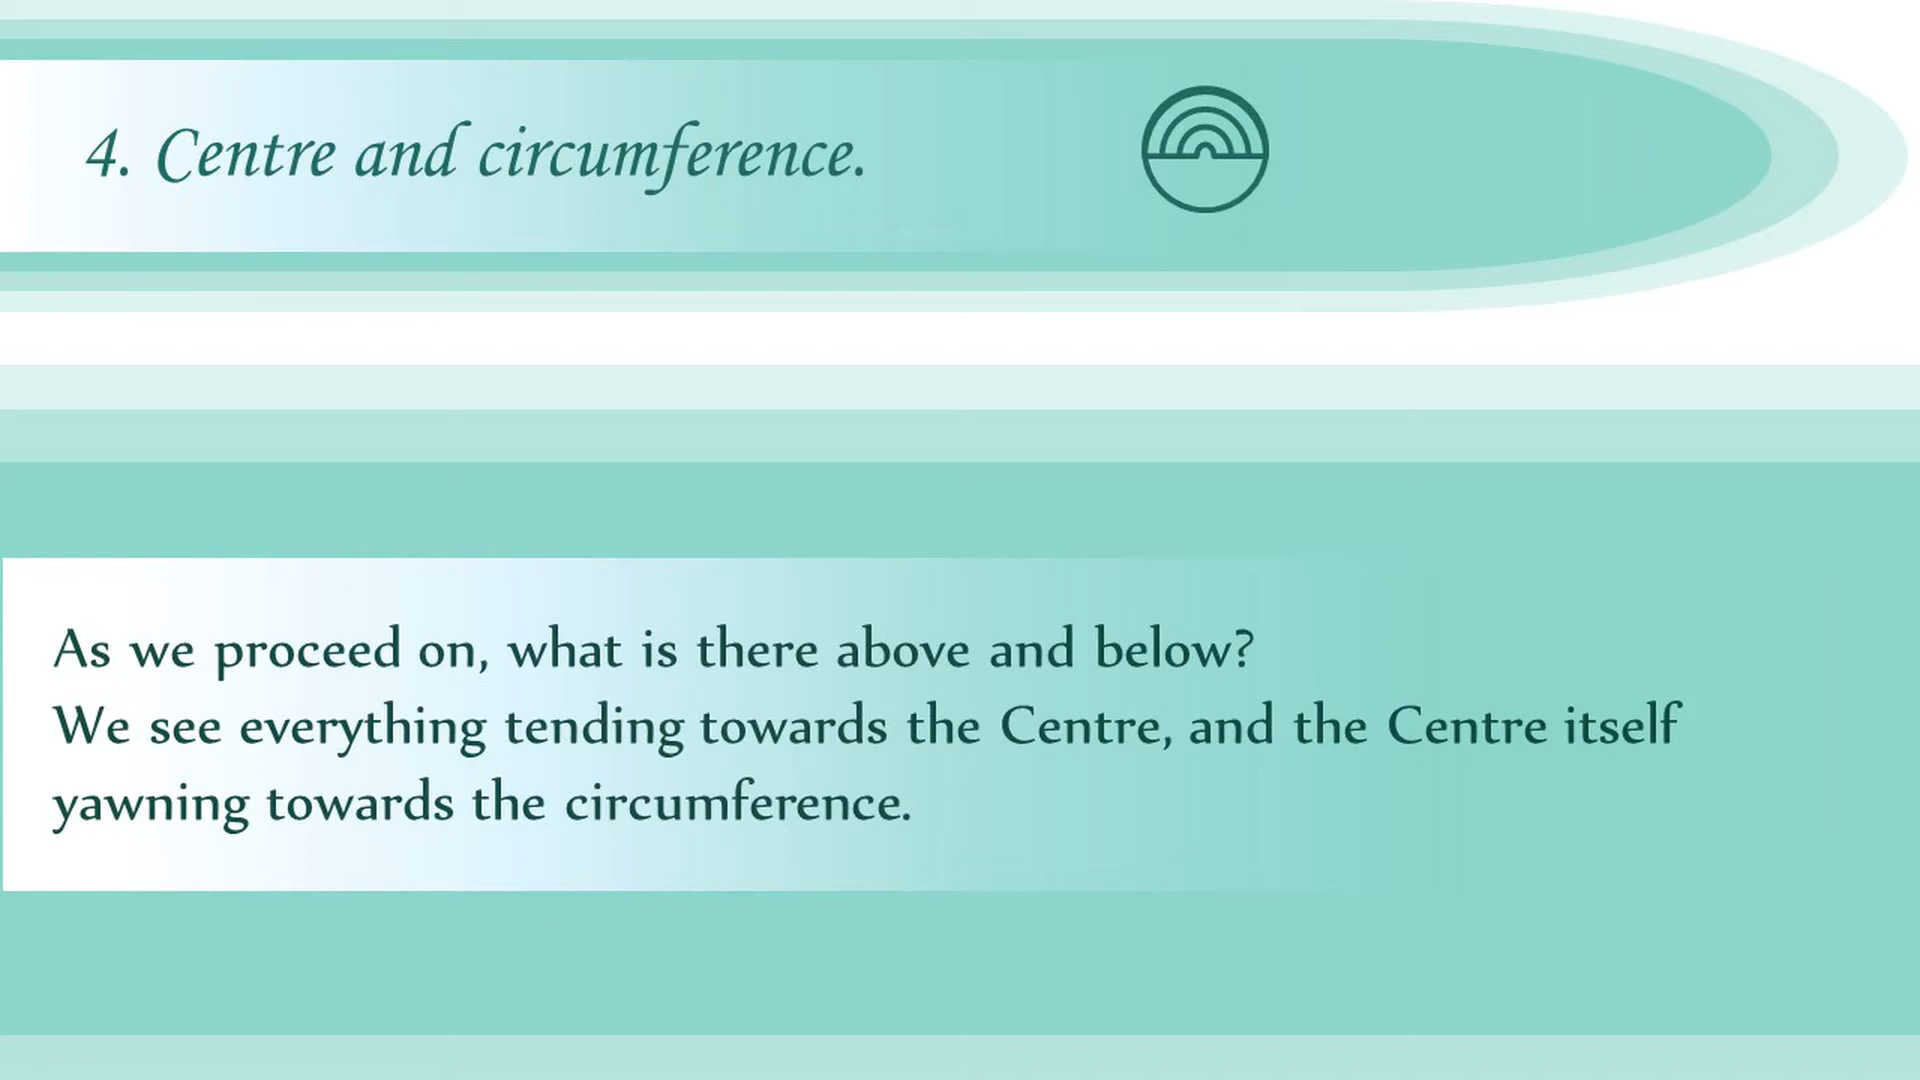 4. Centre and circumference.
As we proceed on, what is there above and below?
We see everything tending towards the Centre, and the Centre itself
yawning towards the circumference.